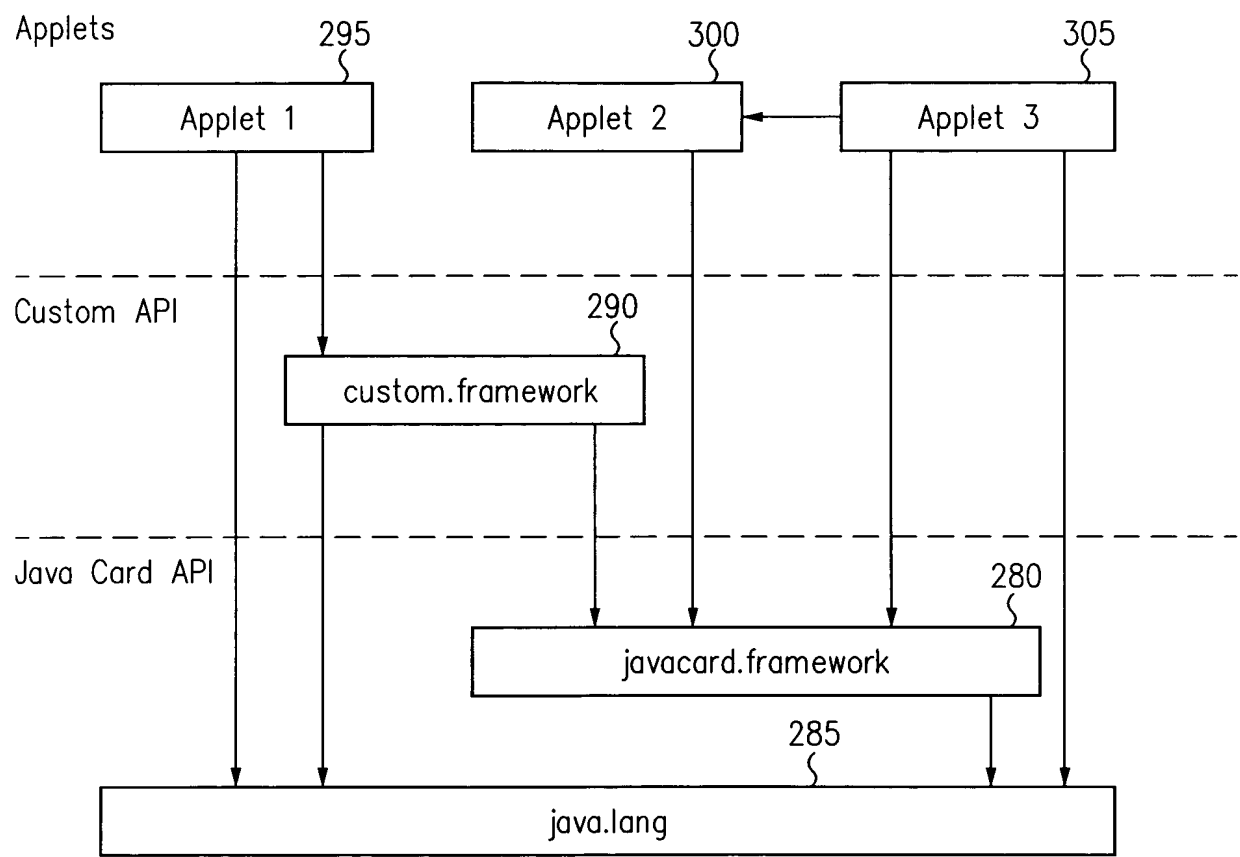 Applets
295
300
305
Applet 1
Applet 2
Applet 3
Custom API
290
custom.framework
Java Card API
280
javacard.framework
285
java.lang